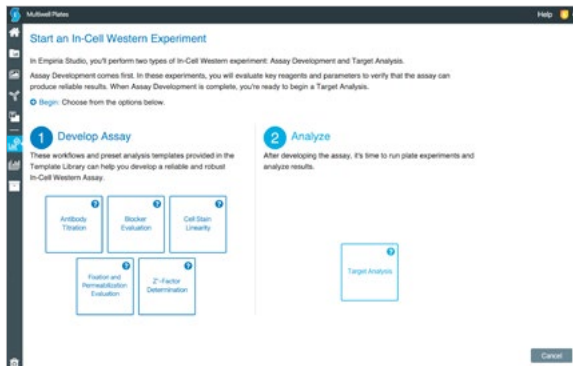 Multiwell Plates
Help
Start an In-Cell Western Experiment
In Empiria Studio, you'll perform two types of In-Cell Western experiment: Assay Development and Target Analysis.
Assay Development comes first. In these experiments, you will evaluate key reagents and parameters to verify that the assay can
produce reliable results. When Assay Development is complete, you're ready to begin a Target Analysis.
Begin: Choose from the options below.
1 Develop Assay
These workflows and preset analysis templates provided in the
Template Library can help you develop a reliable and robust
In-Cell Western Assay.
?
Antibody
Titration
?
Blocker
Evaluation
?
Cell Stain
Linearity
?
Fixation and
Permeabilization
Evaluation
?
Z'-Factor
Determination
2 Analyze
After developing the assay, it's time to run plate experiments and
analyze results.
?
Target Analysis
Cancel